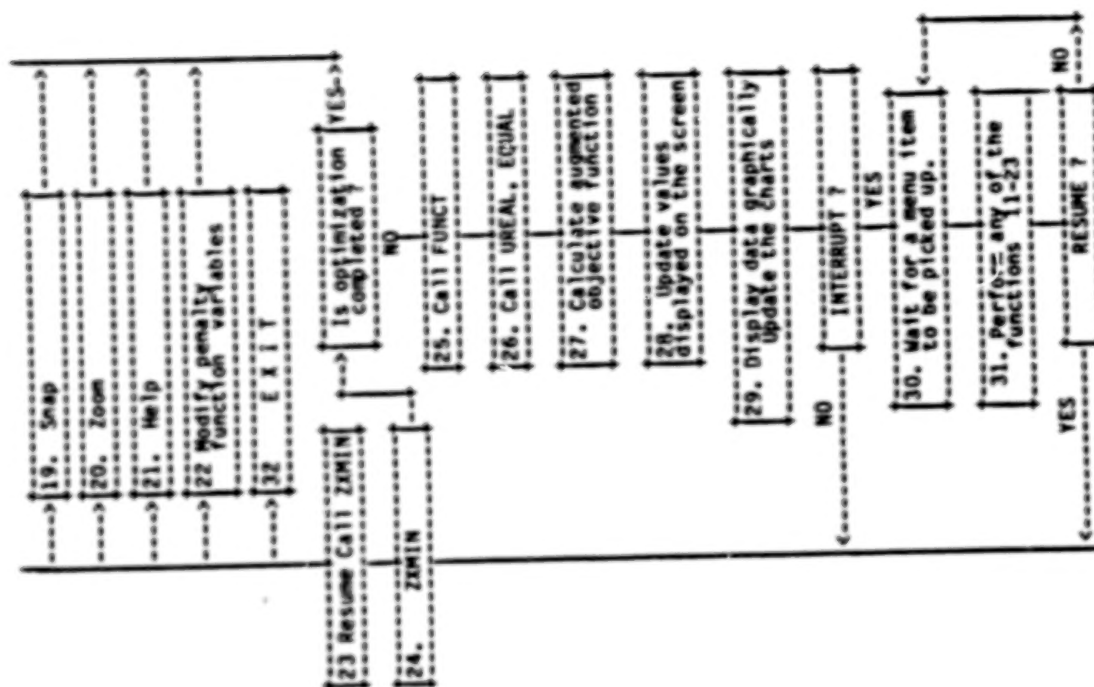 19. Snap
20. Zoom
21. Help
22 Modify penalty
function variables
32 E X I T
23 Resume Call ZXMIN
24. ZXMIN
Is optimization
completed ?
YES
NO
25. Call FUNCT
26. Call UREAL, EQUAL
27. Calculate augmented
objective function
28. Update values
displayed on the screen
29. Display data graphically
Update the charts
INTERRUPT ?
NO
YES
30. Wait for a menu item
to be picked up.
31. any of the
functions 11-23
RESUME ?
YES
NO